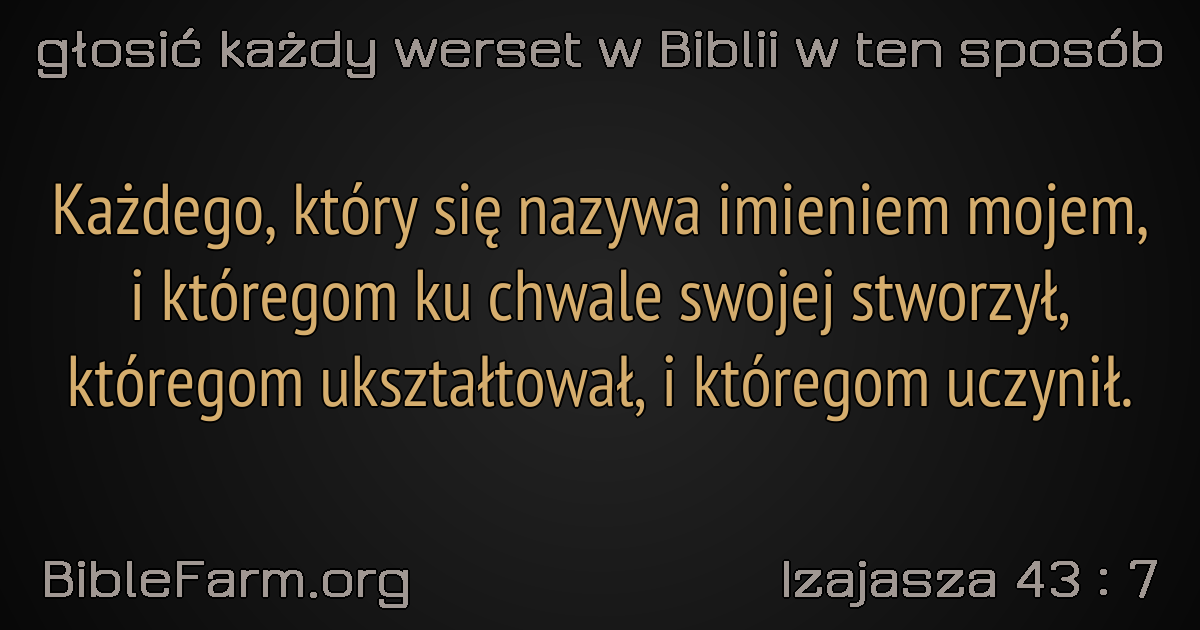 głosić każdy werset w Biblii w ten sposób
Każdego, który się nazywa imieniem mojem,
i któregom ku chwale swojej stworzył,
któregom ukształtował, i któregom uczynił.
BibleFarm.org
Izajasza 43 : 7